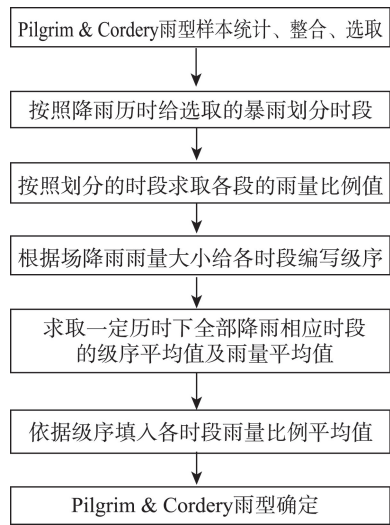 Pilgrim & Cordery雨型样本统计、整合、选取
按照降雨历时给选取的暴雨划分时段
按照划分的时段求取各段的雨量比例值
根据场降雨雨量大小给各时段编写级序
求取一定历时下全部降雨相应时段
的级序平均值及雨量平均值
依据级序填入各时段雨量比例平均值
Pilgrim & Cordery雨型确定